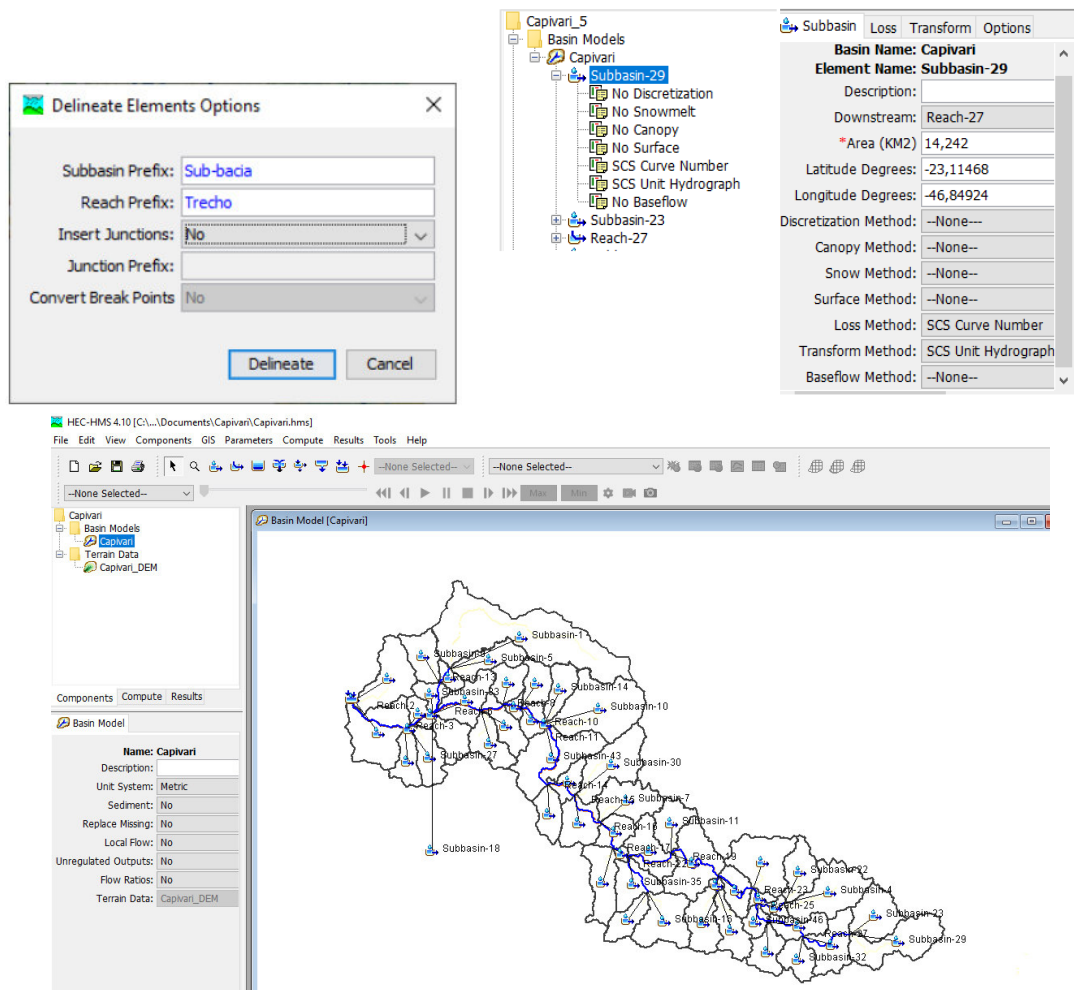 Delineate Elements Options
Subbasin Prefix: Sub-bacia
Reach Prefix: Trecho
Insert Junctions: No
Junction Prefix:
Convert Break Points No
Delineate Cancel
Capivari_5
Basin Models
Capivari
Subbasin-29
No Discretization
No Snowmelt
No Canopy
No Surface
SCS Curve Number
SCS Unit Hydrograph
No Baseflow
Subbasin-23
Reach-27
Subbasin Loss Transform Options
Basin Name: Capivari
Element Name: Subbasin-29
Description:
Downstream: Reach-27
*Area (KM2) 14,242
Latitude Degrees: -23,11468
Longitude Degrees: -46,84924
Discretization Method: --None---
Canopy Method: --None--
Snow Method: --None--
Surface Method: --None--
Loss Method: SCS Curve Number
Transform Method: SCS Unit Hydrograph
Baseflow Method: --None--
HEC-HMS 4.10 [C:\...\Documents\Capivari\Capivari.hms]
File Edit View Components GIS Parameters Compute Results Tools Help
--None Selected-- --None Selected--
--None Selected-- Max Min
Capivari
Basin Models
Capivari
Terrain Data
Capivari_DEM
Components Compute Results
Basin Model
Name: Capivari
Description:
Unit System: Metric
Sediment: No
Replace Missing: No
Local Flow: No
Unregulated Outputs: No
Flow Ratios: No
Terrain Data: Capivari_DEM
Basin Model [Capivari]
Subbasin-1
Subbasin-5
Reach-13
Subbasin-14
Reach-2
Reach-8
Subbasin-10
Reach-3
Reach-10
Reach-11
Subbasin-27
Subbasin-43
Subbasin-30
Reach-14
Subbasin-7
Subbasin-11
Reach-16
Subbasin-18
Reach-17
Reach-19
Reach-22
Subbasin-22
Subbasin-35
Reach-23
Subbasin-4
Reach-25
Subbasin-16
Subbasin-46
Subbasin-23
Reach-27
Subbasin-29
Subbasin-32